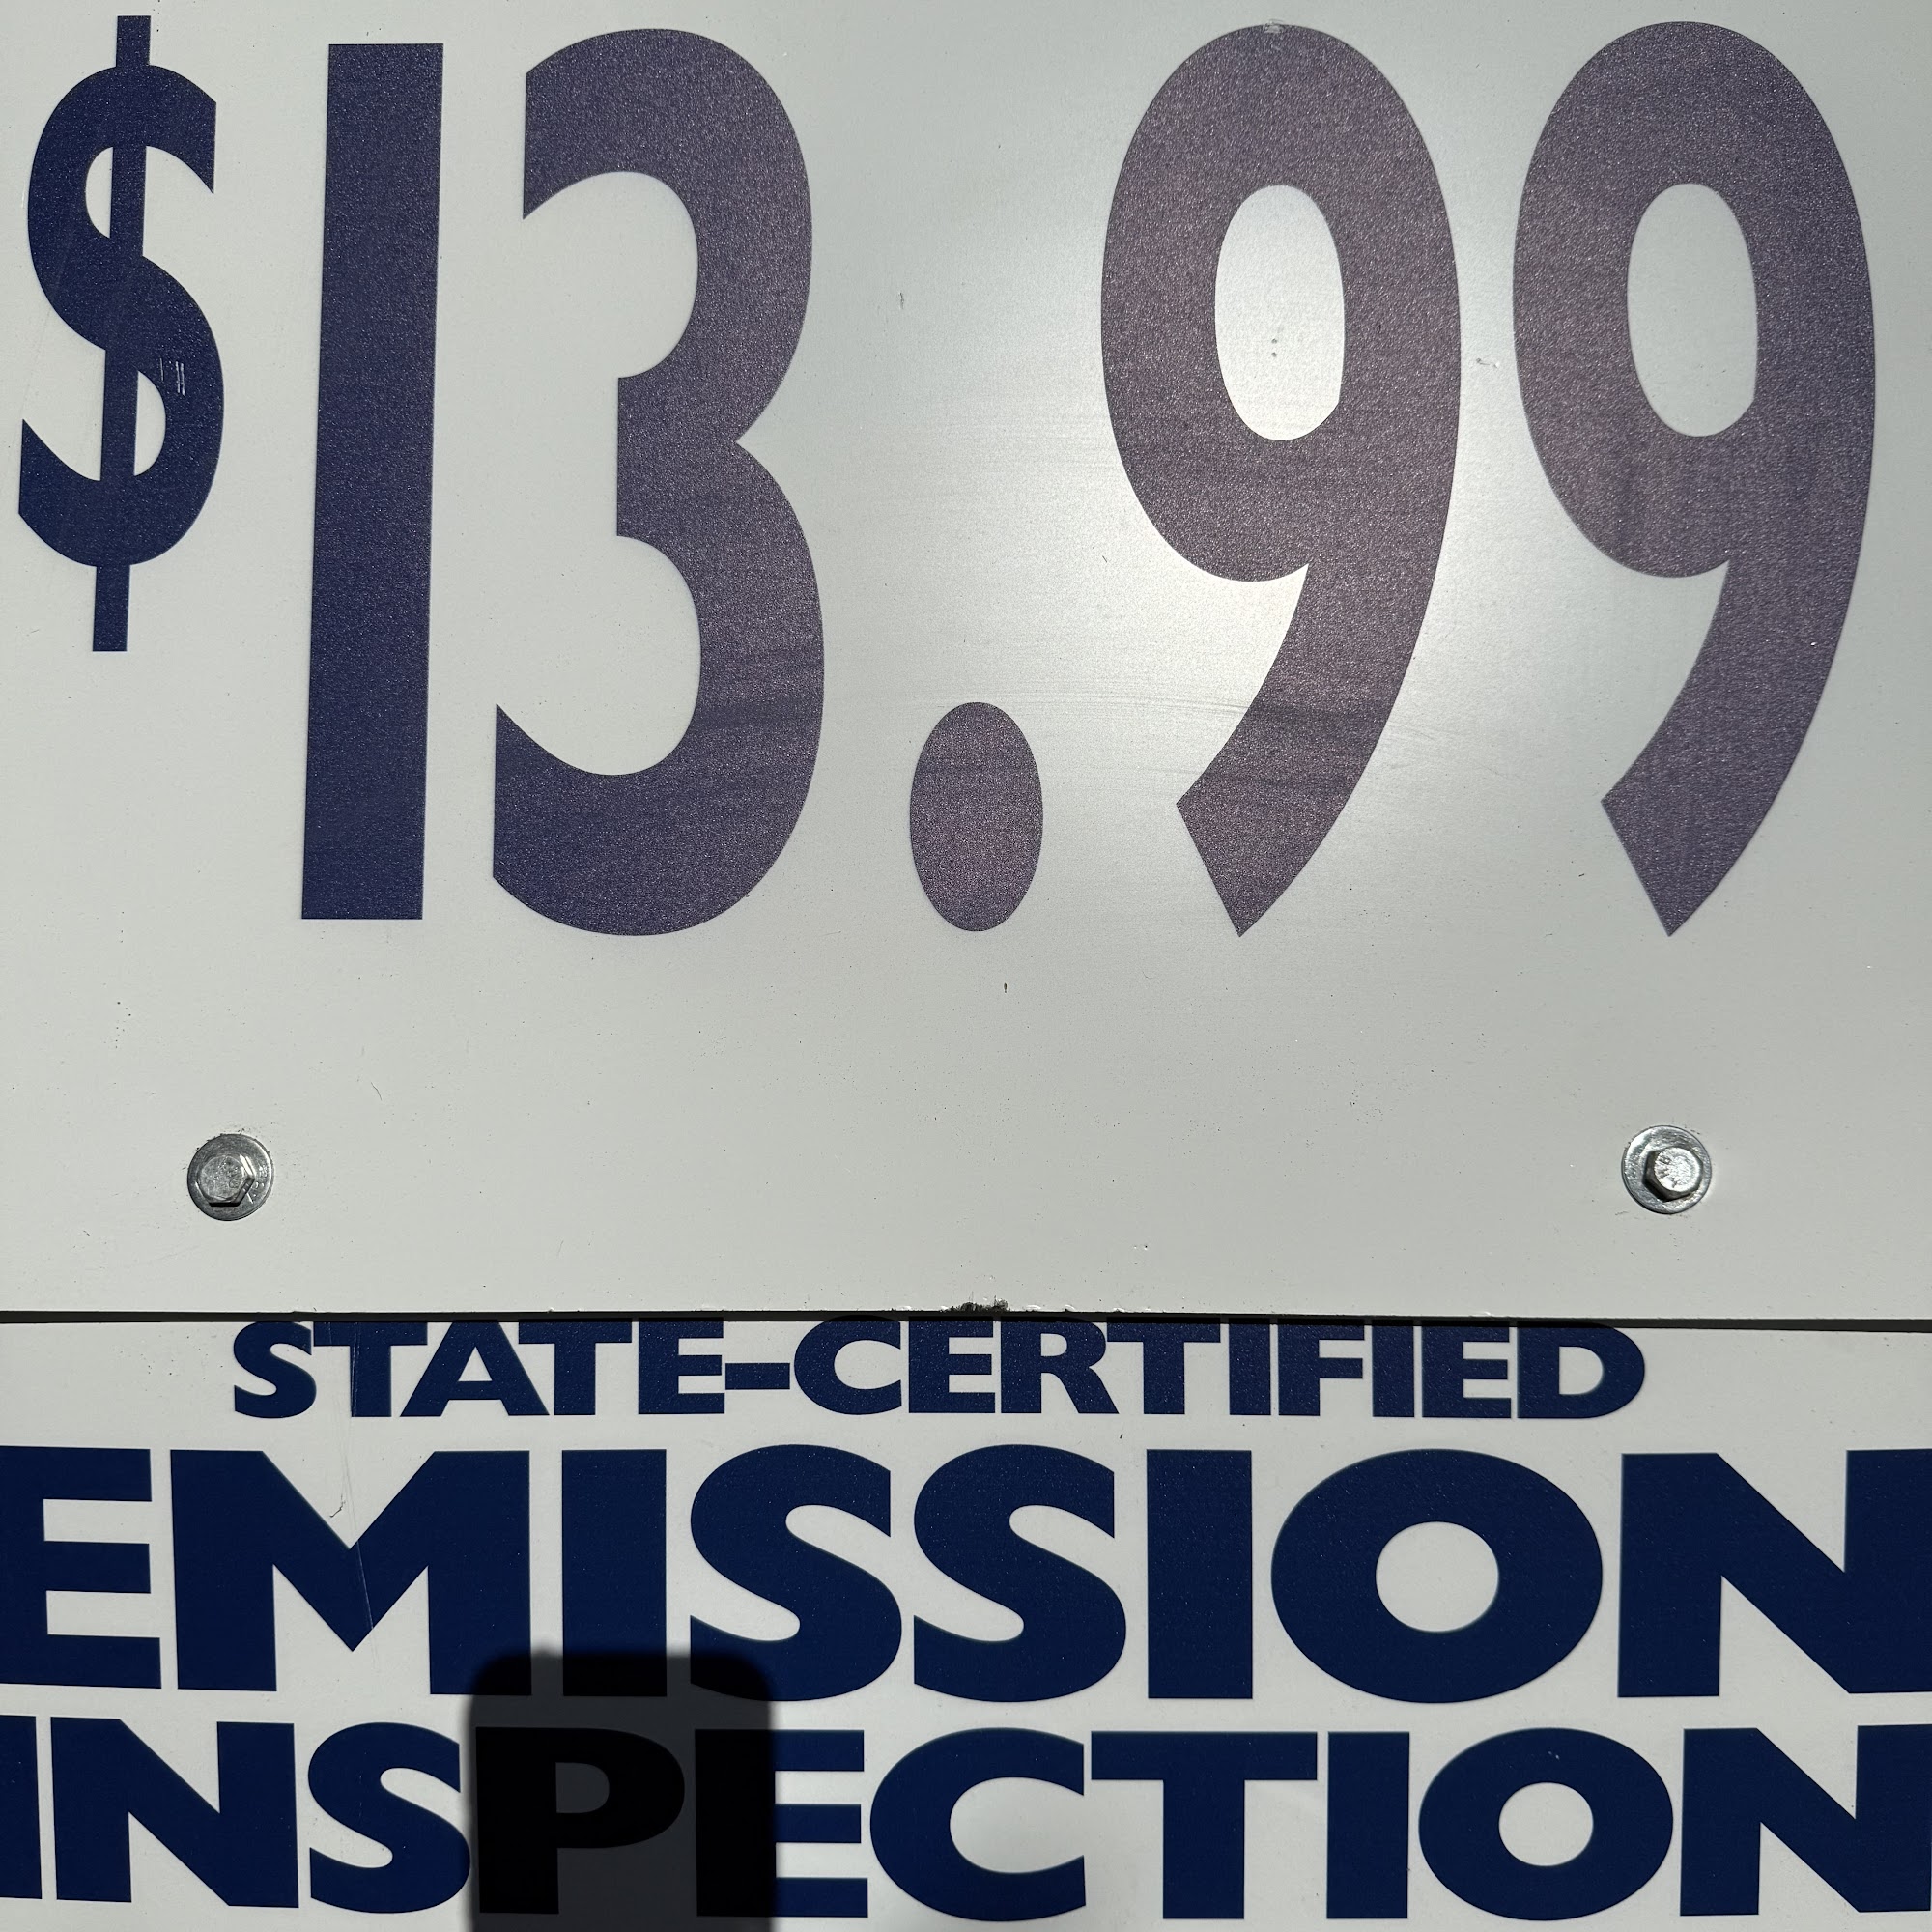 $13.99
STATE-CERTIFIED
EMISSION
INSPECTION